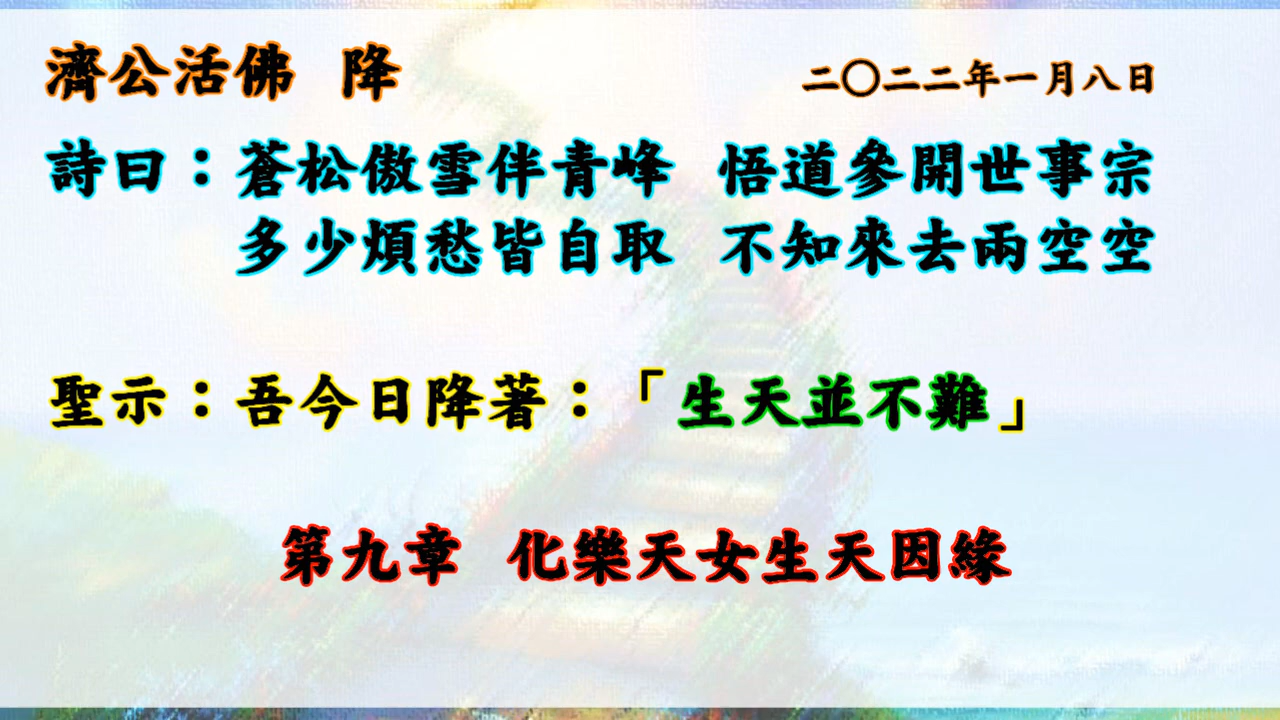 濟公活佛 降 二〇二二年一月八日
詩曰：蒼松傲雪伴青峰 悟道參開世事宗
多少煩愁皆自取 不知來去兩空空
聖示：吾今日降著：「生天並不難」
第九章 化樂天女生天因緣